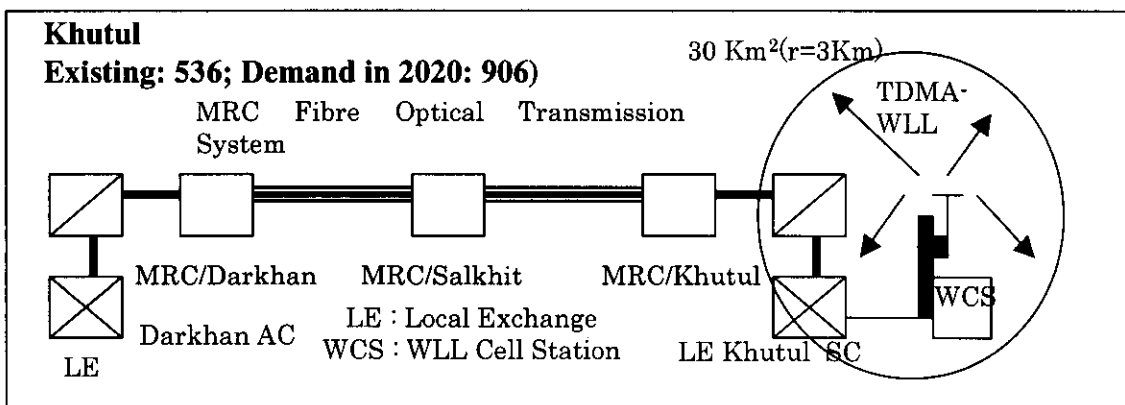 Khutul
Existing: 536; Demand in 2020: 906)
30 Km²(r=3Km)
MRC Fibre Optical Transmission
System
TDMA-
WLL
MRC/Darkhan
MRC/Salkhit
MRC/Khutul
WCS
Darkhan AC
LE : Local Exchange
WCS : WLL Cell Station
LE Khutul SC
LE